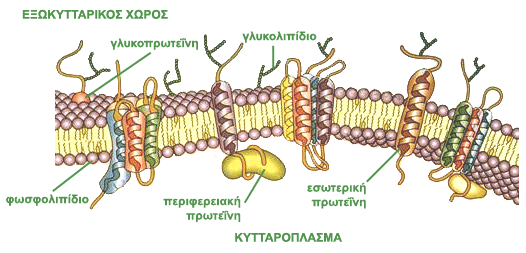 ΕΞΩΚΥΤΤΑΡΙΚΟΣ ΧΩΡΟΣ
γλυκοπρωτεΐνη
γλυκολιπίδιο
φωσφολιπίδιο
περιφερειακή
πρωτεΐνη
εσωτερική
πρωτεΐνη
ΚΥΤΤΑΡΟΠΛΑΣΜΑ